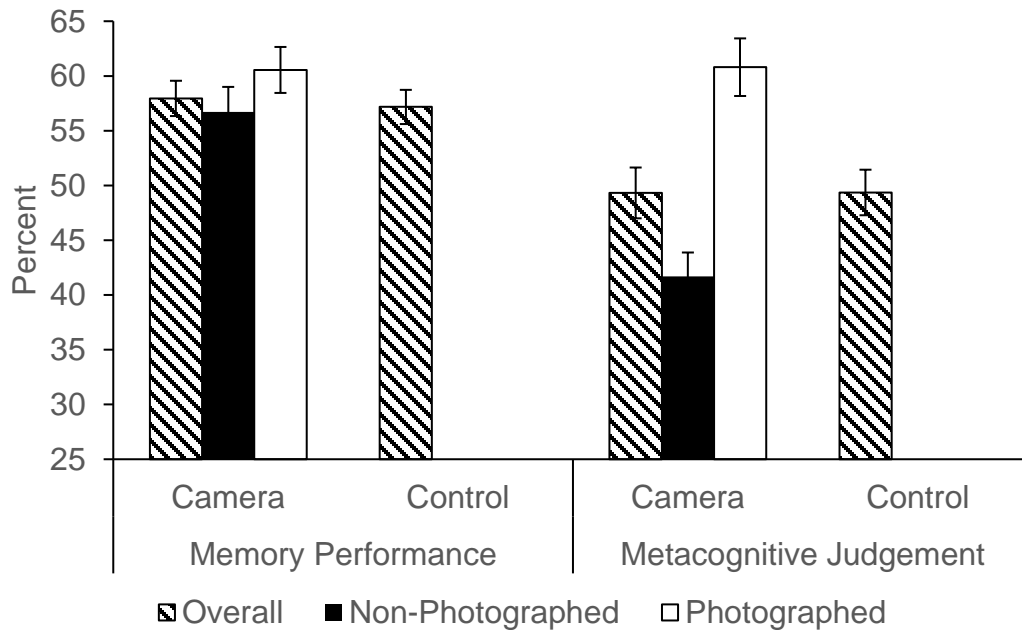 65
60
55
50
45
40
35
30
25
Percent
Camera Control Camera Control
Memory Performance Metacognitive Judgement
Overall Non-Photographed Photographed